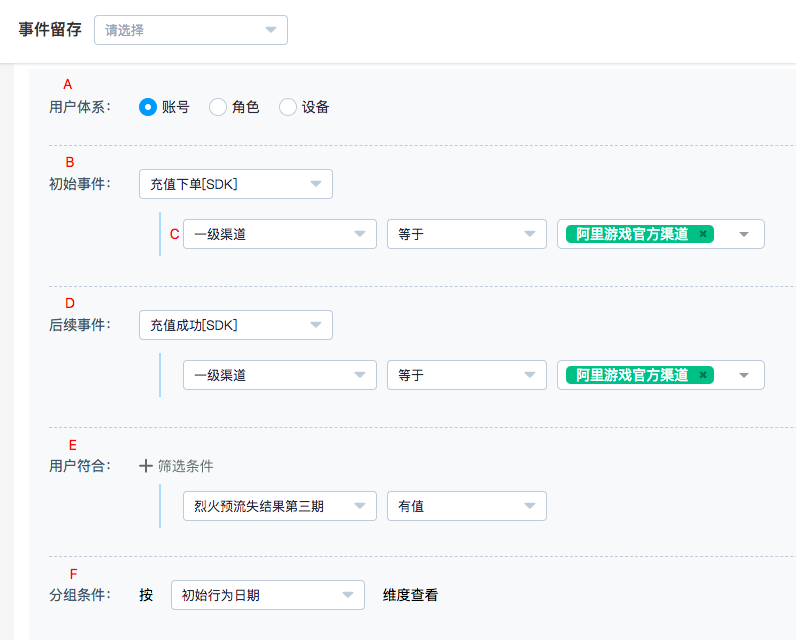 事件留存 请选择
A
用户体系: 账号 角色 设备
B
初始事件: 充值下单[SDK]
C 一级渠道 等于 阿里游戏官方渠道 ×
D
后续事件: 充值成功[SDK]
一级渠道 等于 阿里游戏官方渠道 ×
E
用户符合: + 筛选条件
烈火预流失结果第三期 有值
F
分组条件: 按 初始行为日期 维度查看